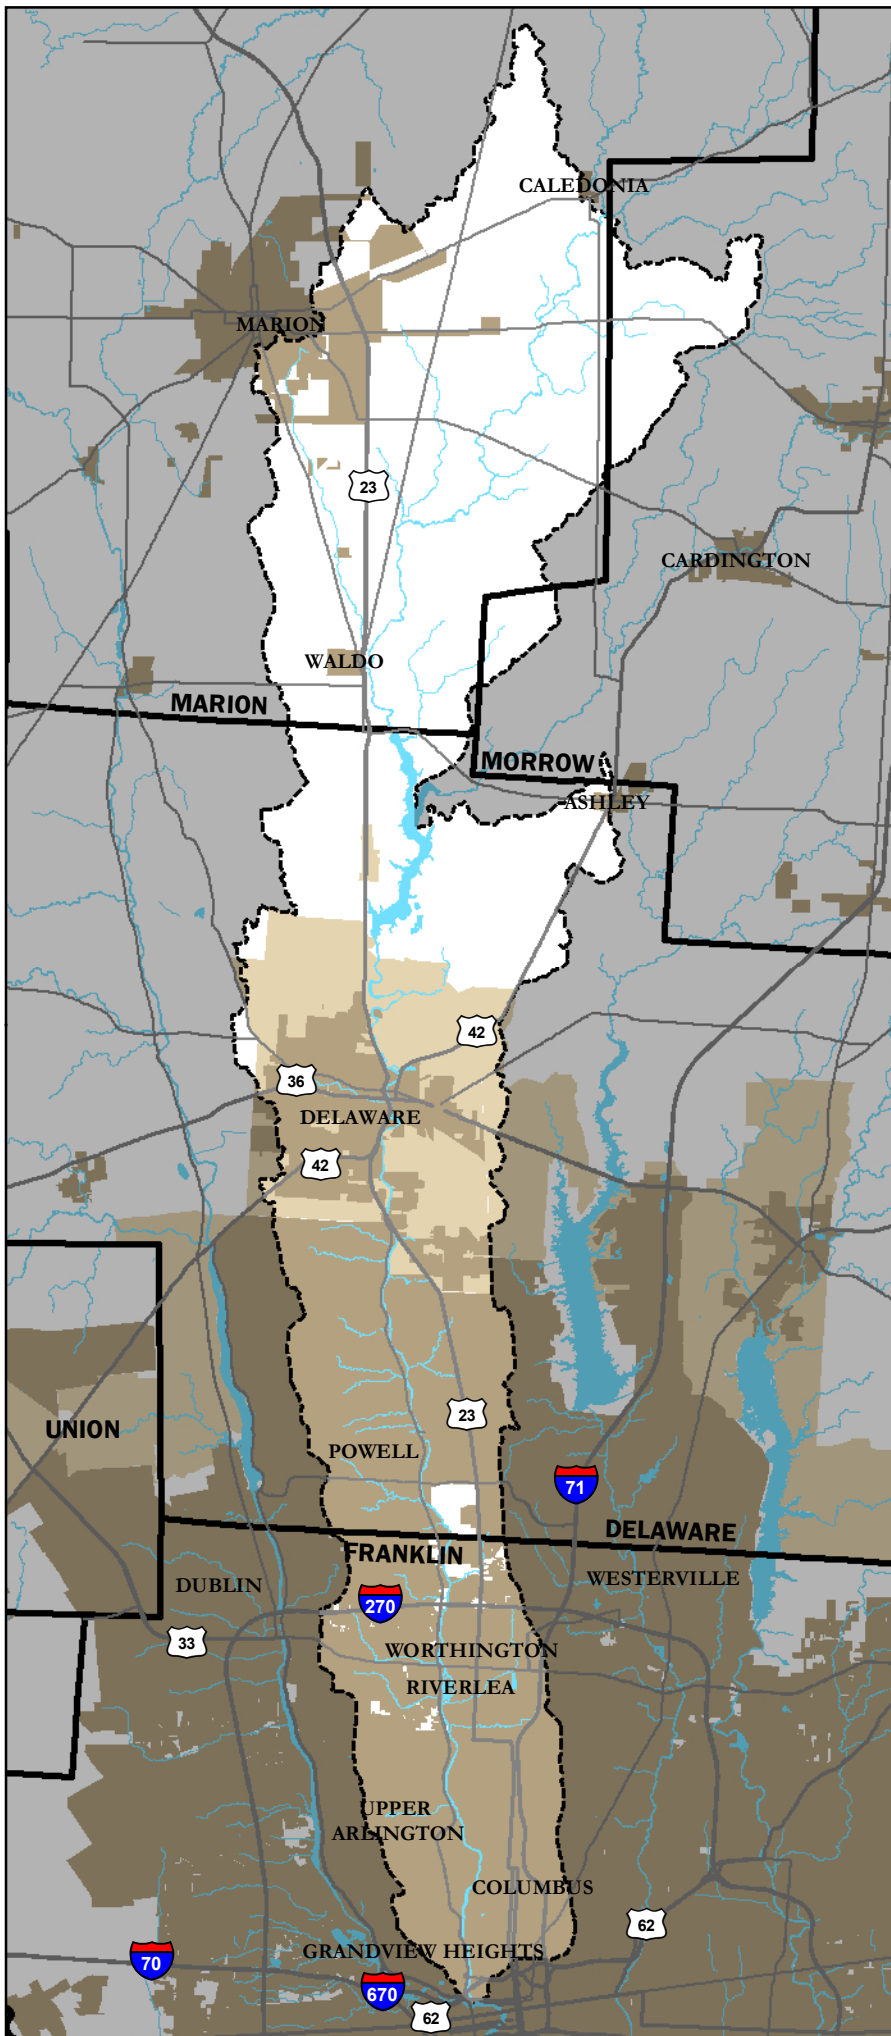 CALEDONIA
MARION
23
CARDINGTON
WALDO
MARION
MORROW
ASHLEY
42
36
DELAWARE
42
23
UNION
POWELL
71
DELAWARE
FRANKLIN
DUBLIN
WESTERVILLE
270
33
WORTHINGTON
RIVERLEA
UPPER
ARLINGTON
COLUMBUS
62
GRANDVIEW HEIGHTS
70
670
62